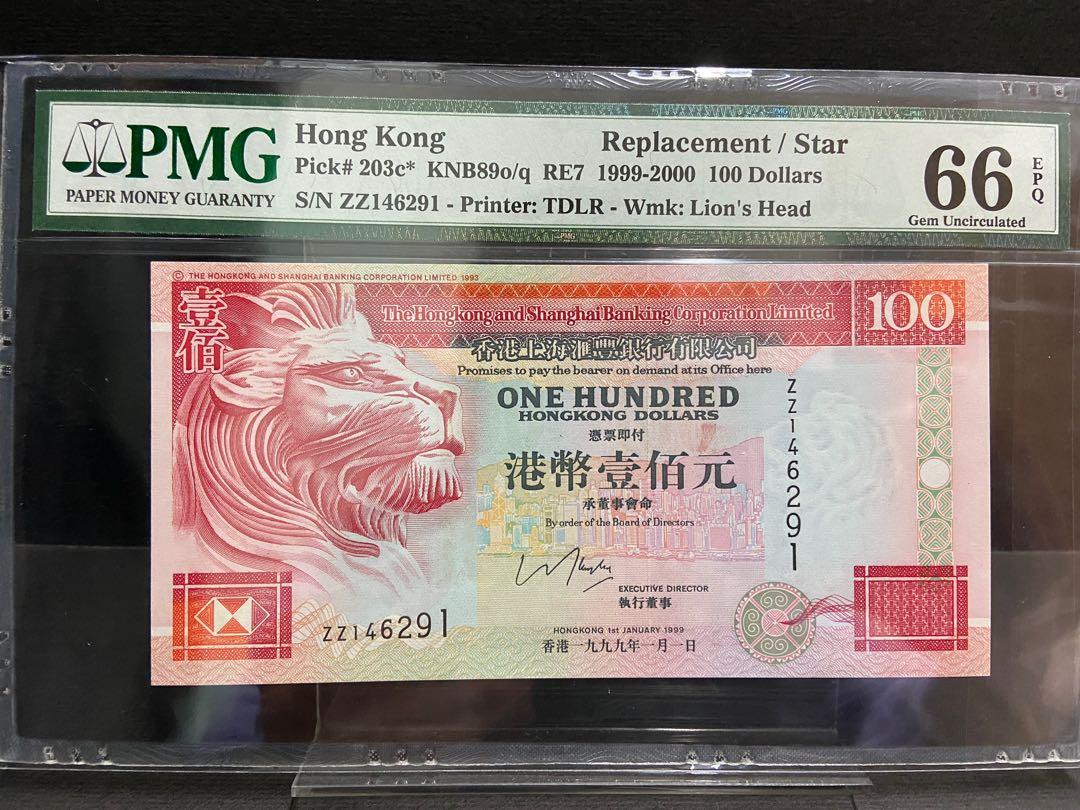 PMG
PAPER MONEY GUARANTY
Hong Kong Replacement / Star
Pick# 203c* KNB89o/q RE7 1999-2000 100 Dollars
S/N ZZ146291 - Printer: TDLR - Wmk: Lion's Head
66 EPQ
Gem Uncirculated
PMG
© THE HONGKONG AND SHANGHAI BANKING CORPORATION LIMITED 1993
壹佰
The Hongkong and Shanghai Banking Corporation Limited
100
香港上海滙豐銀行有限公司
Promises to pay the bearer on demand at its Office here
ONE HUNDRED
HONGKONG DOLLARS
憑票即付
港幣壹佰元
承董事會命
By order of the Board of Directors
ZZ146291
EXECUTIVE DIRECTOR
執行董事
ZZ146291
HONGKONG 1st JANUARY 1999
香港一九九九年一月一日